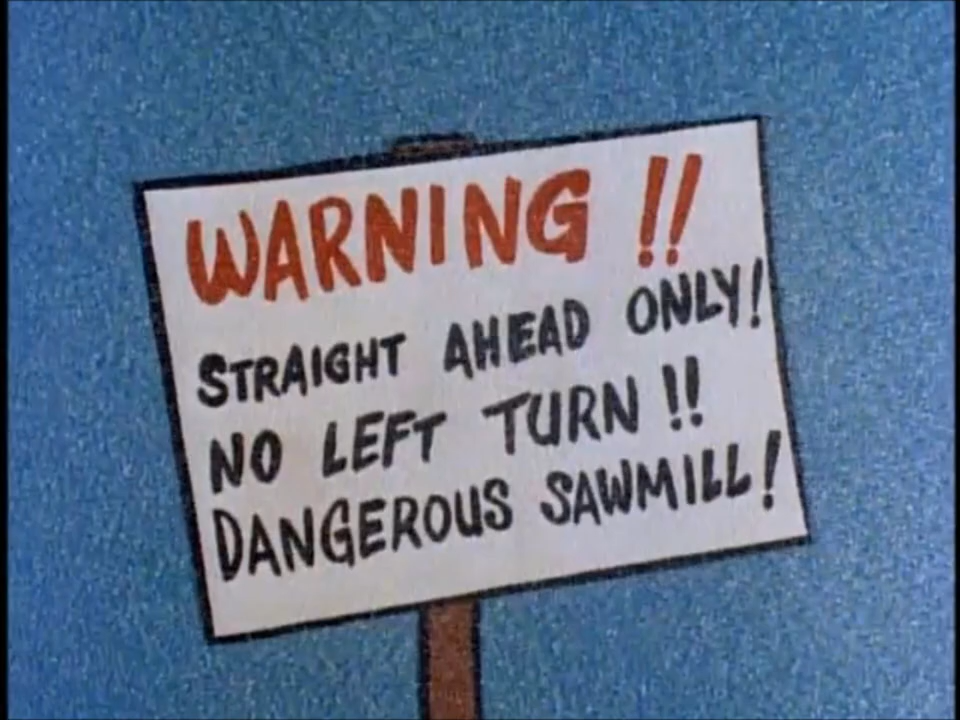 WARNING !!
STRAIGHT AHEAD ONLY!
NO LEFT TURN !!
DANGEROUS SAWMILL!